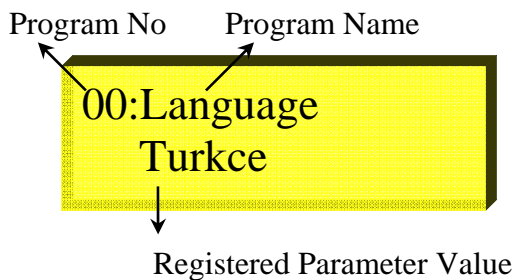 Program No Program Name
00:Language
Turkce
Registered Parameter Value